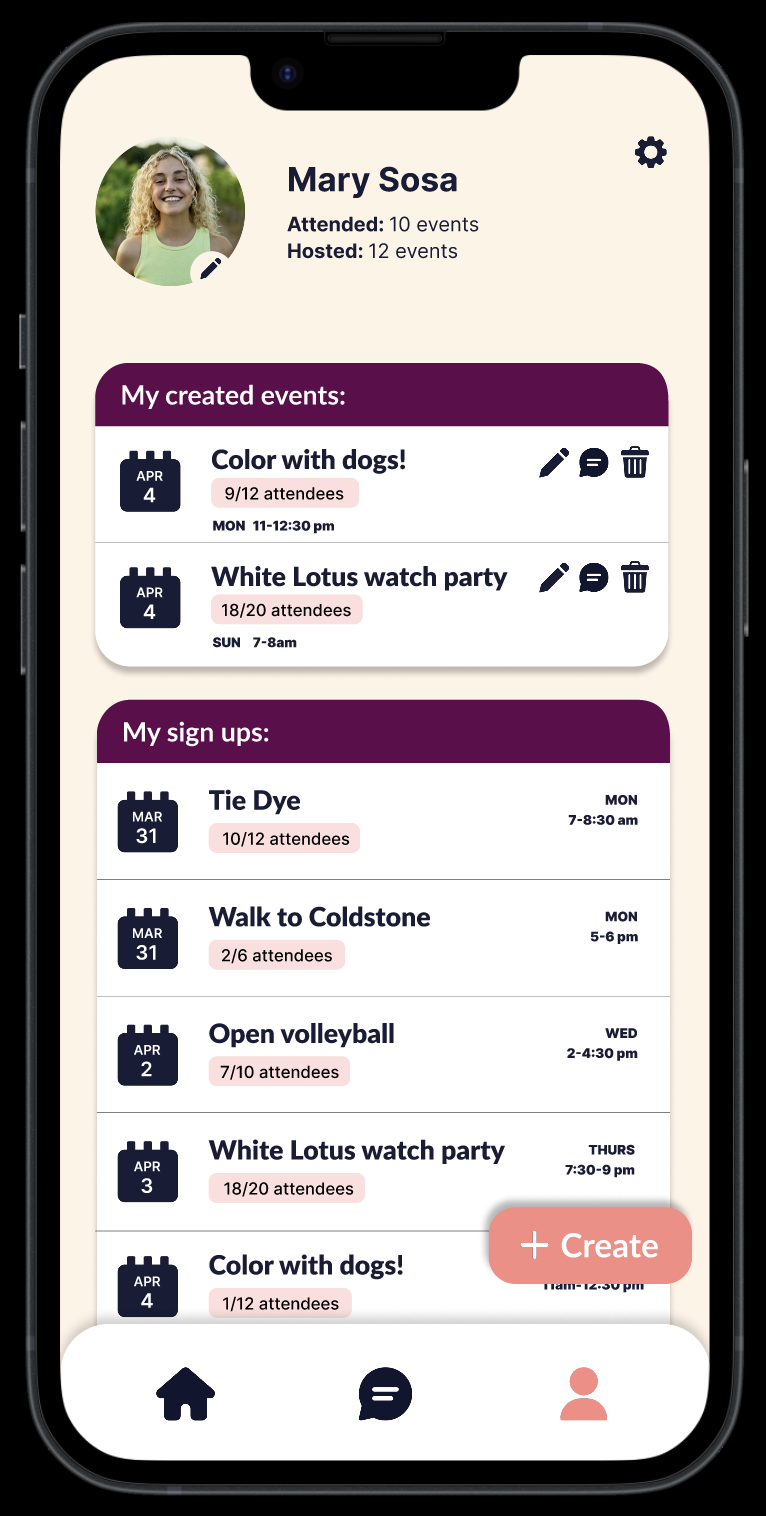 Mary Sosa
Attended: 10 events
Hosted: 12 events
My created events:
APR
4
Color with dogs!
9/12 attendees
MON 11-12:30 pm
APR
4
White Lotus watch party
18/20 attendees
SUN 7-8am
My sign ups:
MAR
31
Tie Dye
10/12 attendees
MON
7-8:30 am
MAR
31
Walk to Coldstone
2/6 attendees
MON
5-6 pm
APR
2
Open volleyball
7/10 attendees
WED
2-4:30 pm
APR
3
White Lotus watch party
18/20 attendees
THURS
7:30-9 pm
APR
4
Color with dogs!
1/12 attendees
Create
11am-12:30 pm